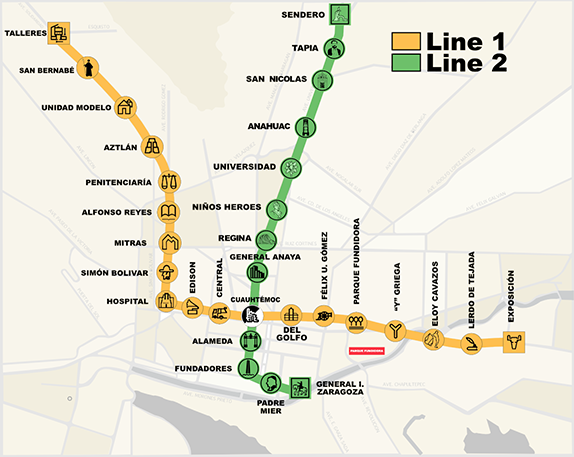 SENDERO
TALLERES
Line 1
TAPIA
Line 2
SAN BERNABÉ
SAN NICOLAS
UNIDAD MODELO
ANAHUAC
AZTLÁN
UNIVERSIDAD
PENITENCIARÍA
NIÑOS HEROES
ALFONSO REYES
REGINA
MITRAS
GENERAL ANAYA
SIMÓN BOLIVAR
HOSPITAL
EDISON
CENTRAL
CUAUHTÉMOC
DEL
GOLFO
FÉLIX U. GÓMEZ
PARQUE FUNDIDORA
"Y" GRIEGA
ELOY CAVAZOS
LERDO DE TEJADA
EXPOSICIÓN
ALAMEDA
PARQUE FUNDIDORA
FUNDADORES
PADRE
MIER
GENERAL I.
ZARAGOZA